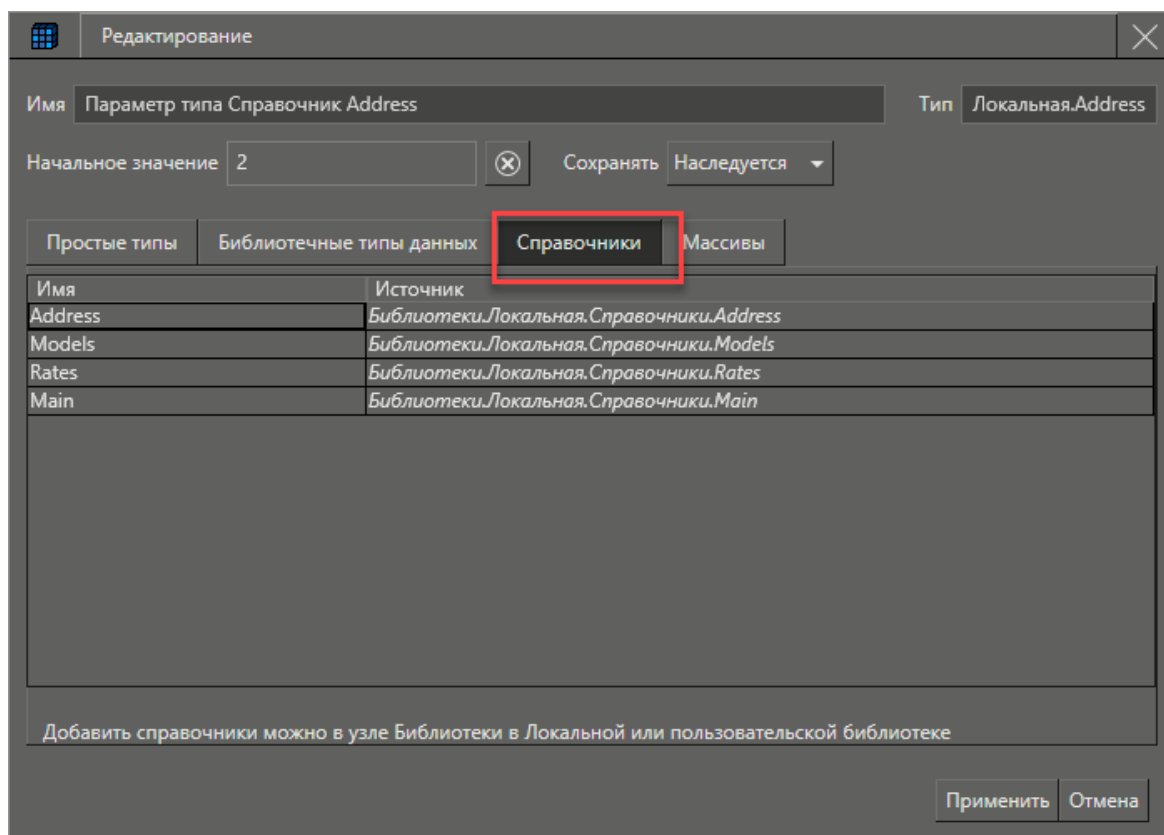 Редактирование
Имя Параметр типа Справочник Address Тип Локальная.Address
Начальное значение 2 Сохранять Наследуется
Простые типы Библиотечные типы данных Справочники Массивы
Имя Источник
Address Библиотеки.Локальная.Справочники.Address
Models Библиотеки.Локальная.Справочники.Models
Rates Библиотеки.Локальная.Справочники.Rates
Main Библиотеки.Локальная.Справочники.Main
Добавить справочники можно в узле Библиотеки в Локальной или пользовательской библиотеке
Применить Отмена